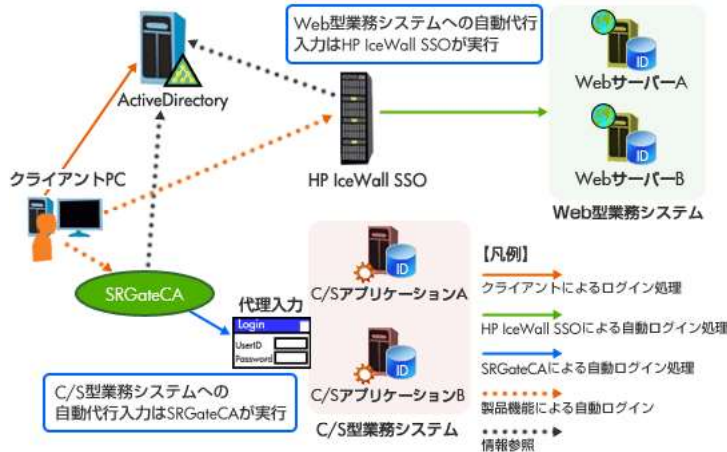 Web型業務システムへの自動代行
入力はHP IceWall SSOが実行
ActiveDirectory
ID
WebサーバーA
ID
WebサーバーB
Web型業務システム
HP IceWall SSO
クライアントPC
SRGateCA
代理入力
Login
UserID
Password
ID
C/SアプリケーションA
ID
C/SアプリケーションB
C/S型業務システム
C/S型業務システムへの
自動代行入力はSRGateCAが実行
【凡例】
クライアントによるログイン処理
HP IceWall SSOによる自動ログイン処理
SRGateCAによる自動ログイン処理
製品機能による自動ログイン
情報参照